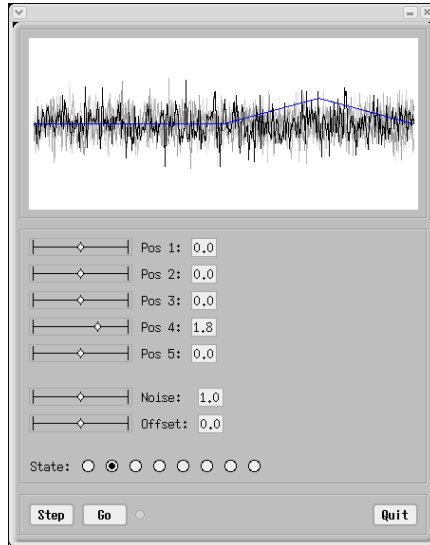 Pos 1: 0.0
Pos 2: 0.0
Pos 3: 0.0
Pos 4: 1.8
Pos 5: 0.0
Noise: 1.0
Offset: 0.0
State:
Step Go Quit